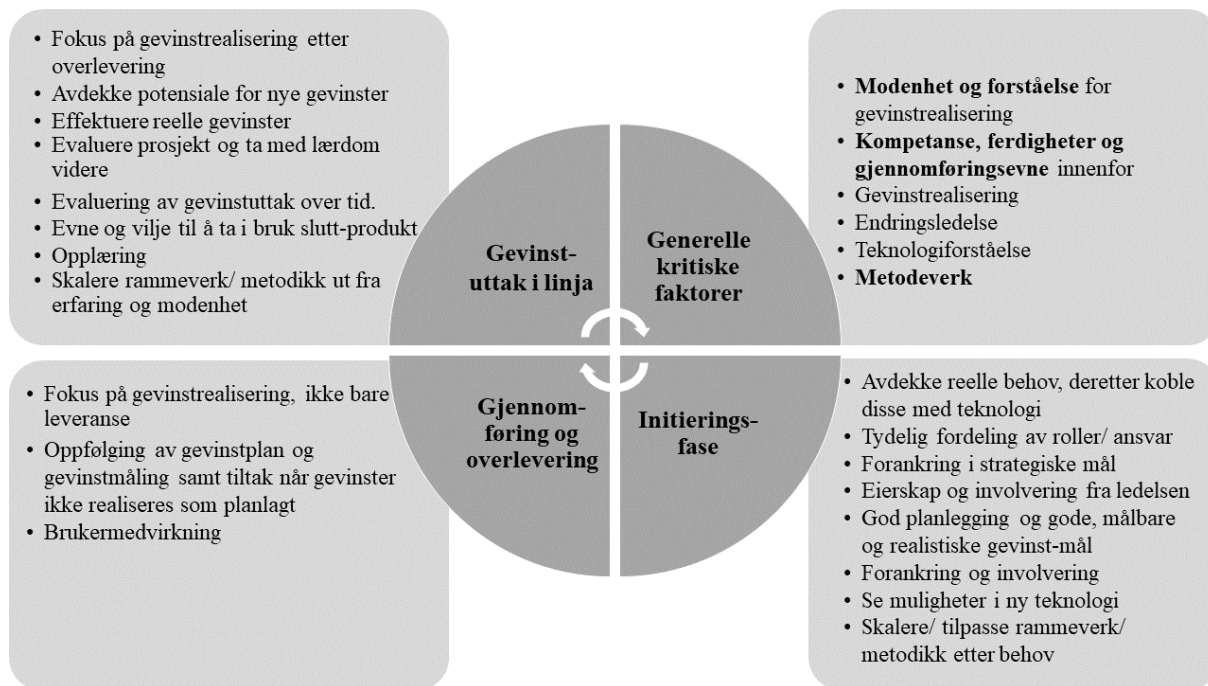 • Fokus på gevinstrealisering etter
overlevering
• Avdekke potensiale for nye gevinster
• Effektuere reelle gevinster
• Evaluere prosjekt og ta med lærdom
videre
• Evaluering av gevinstuttak over tid.
• Evne og vilje til å ta i bruk slutt-produkt
• Opplæring
• Skalere rammeverk/ metodikk ut fra
erfaring og modenhet
Gevinst-
uttak i linja
Generelle
kritiske
faktorer
• Modenhet og forståelse for
gevinstrealisering
• Kompetanse, ferdigheter og
gjennomføringsevne innenfor
• Gevinstrealisering
• Endringsledelse
• Teknologiforståelse
• Metodeverk
• Fokus på gevinstrealisering, ikke bare
leveranse
• Oppfølging av gevinstplan og
gevinstmåling samt tiltak når gevinster
ikke realiseres som planlagt
• Brukermedvirkning
Gjennom-
føring og
overlevering
Initierings-
fase
• Avdekke reelle behov, deretter koble
disse med teknologi
• Tydelig fordeling av roller/ ansvar
• Forankring i strategiske mål
• Eierskap og involvering fra ledelsen
• God planlegging og gode, målbare
og realistiske gevinst-mål
• Forankring og involvering
• Se muligheter i ny teknologi
• Skalere/ tilpasse rammeverk/
metodikk etter behov